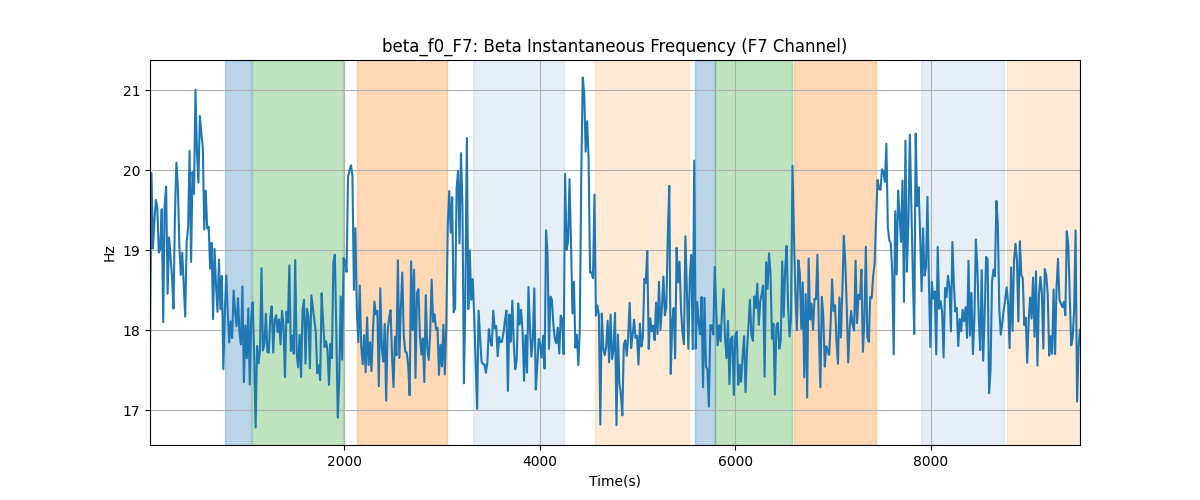 beta_f0_F7: Beta Instantaneous Frequency (F7 Channel)
21
20
19
18
17
Hz
2000 4000 6000 8000
Time(s)